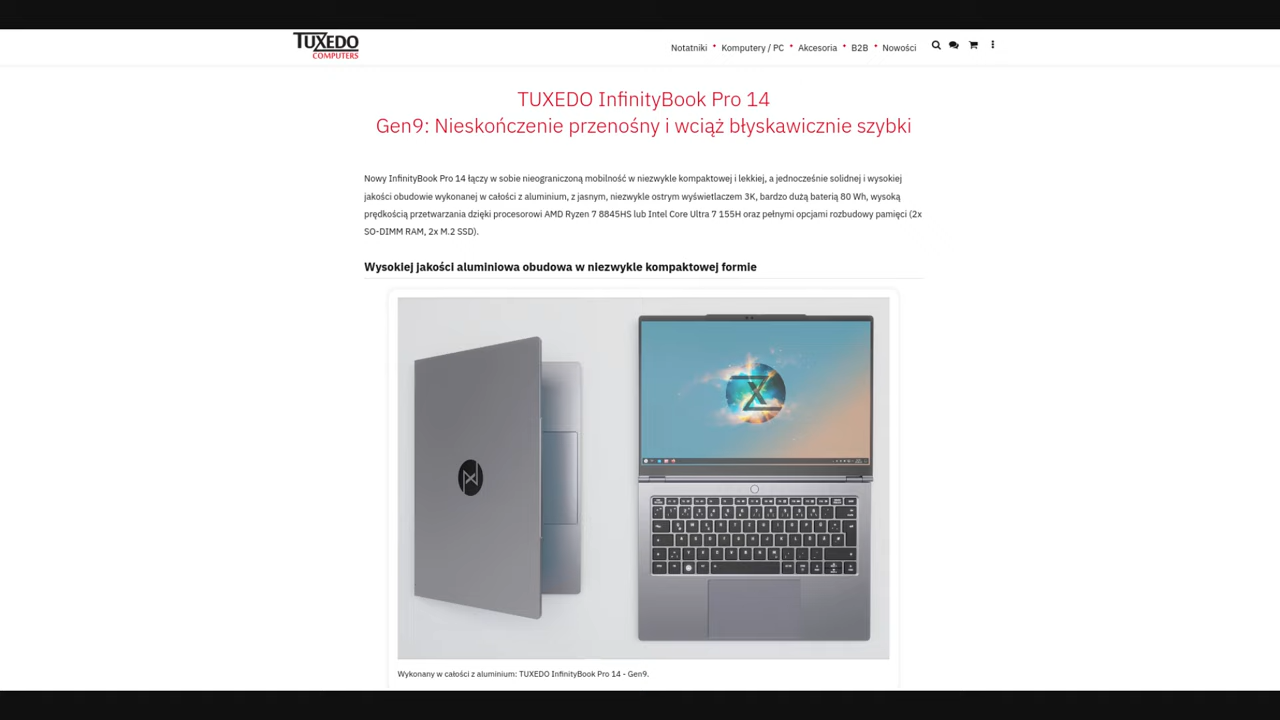 TUXEDO
COMPUTERS
Notatniki • Komputery / PC • Akcesoria • B2B • Nowości
TUXEDO InfinityBook Pro 14
Gen9: Nieskończenie przenośny i wciąż błyskawicznie szybki
Nowy InfinityBook Pro 14 łączy w sobie nieograniczoną mobilność w niezwykle kompaktowej i lekkiej, a jednocześnie solidnej i wysokiej
jakości obudowie wykonanej w całości z aluminium, z jasnym, niezwykle ostrym wyświetlaczem 3K, bardzo dużą baterią 80 Wh, wysoką
prędkością przetwarzania dzięki procesorowi AMD Ryzen 7 8845HS lub Intel Core Ultra 7 155H oraz pełnymi opcjami rozbudowy pamięci (2x
SO-DIMM RAM, 2x M.2 SSD).
Wysokiej jakości aluminiowa obudowa w niezwykle kompaktowej formie
Wykonany w całości z aluminium: TUXEDO InfinityBook Pro 14 - Gen9.